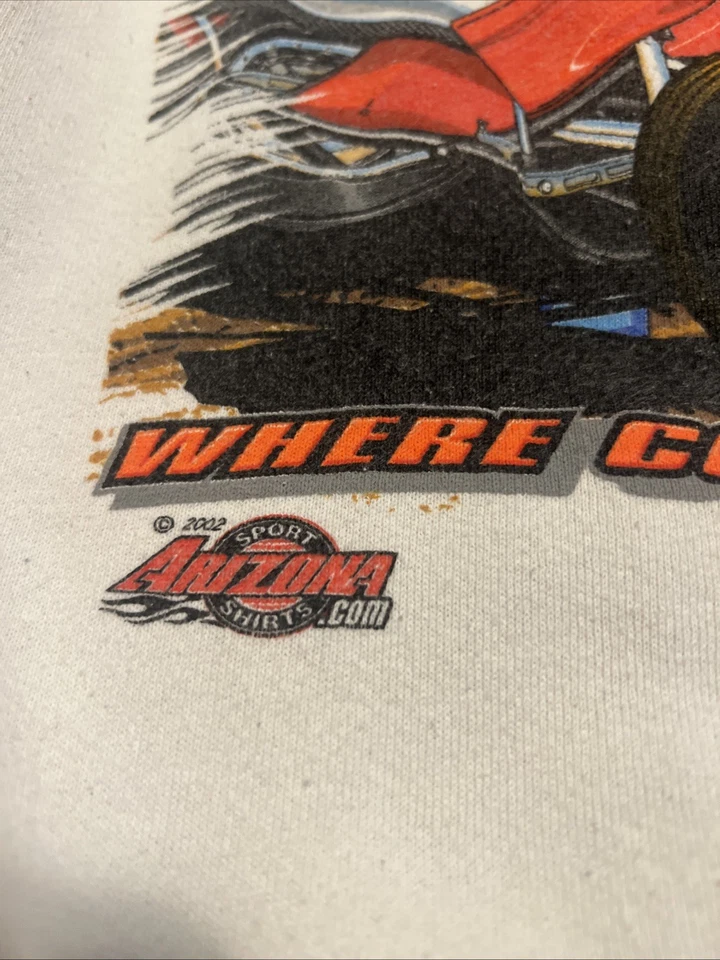 WHERE
© 2002
SPORT
ARIZONA
SHIRTS
.COM